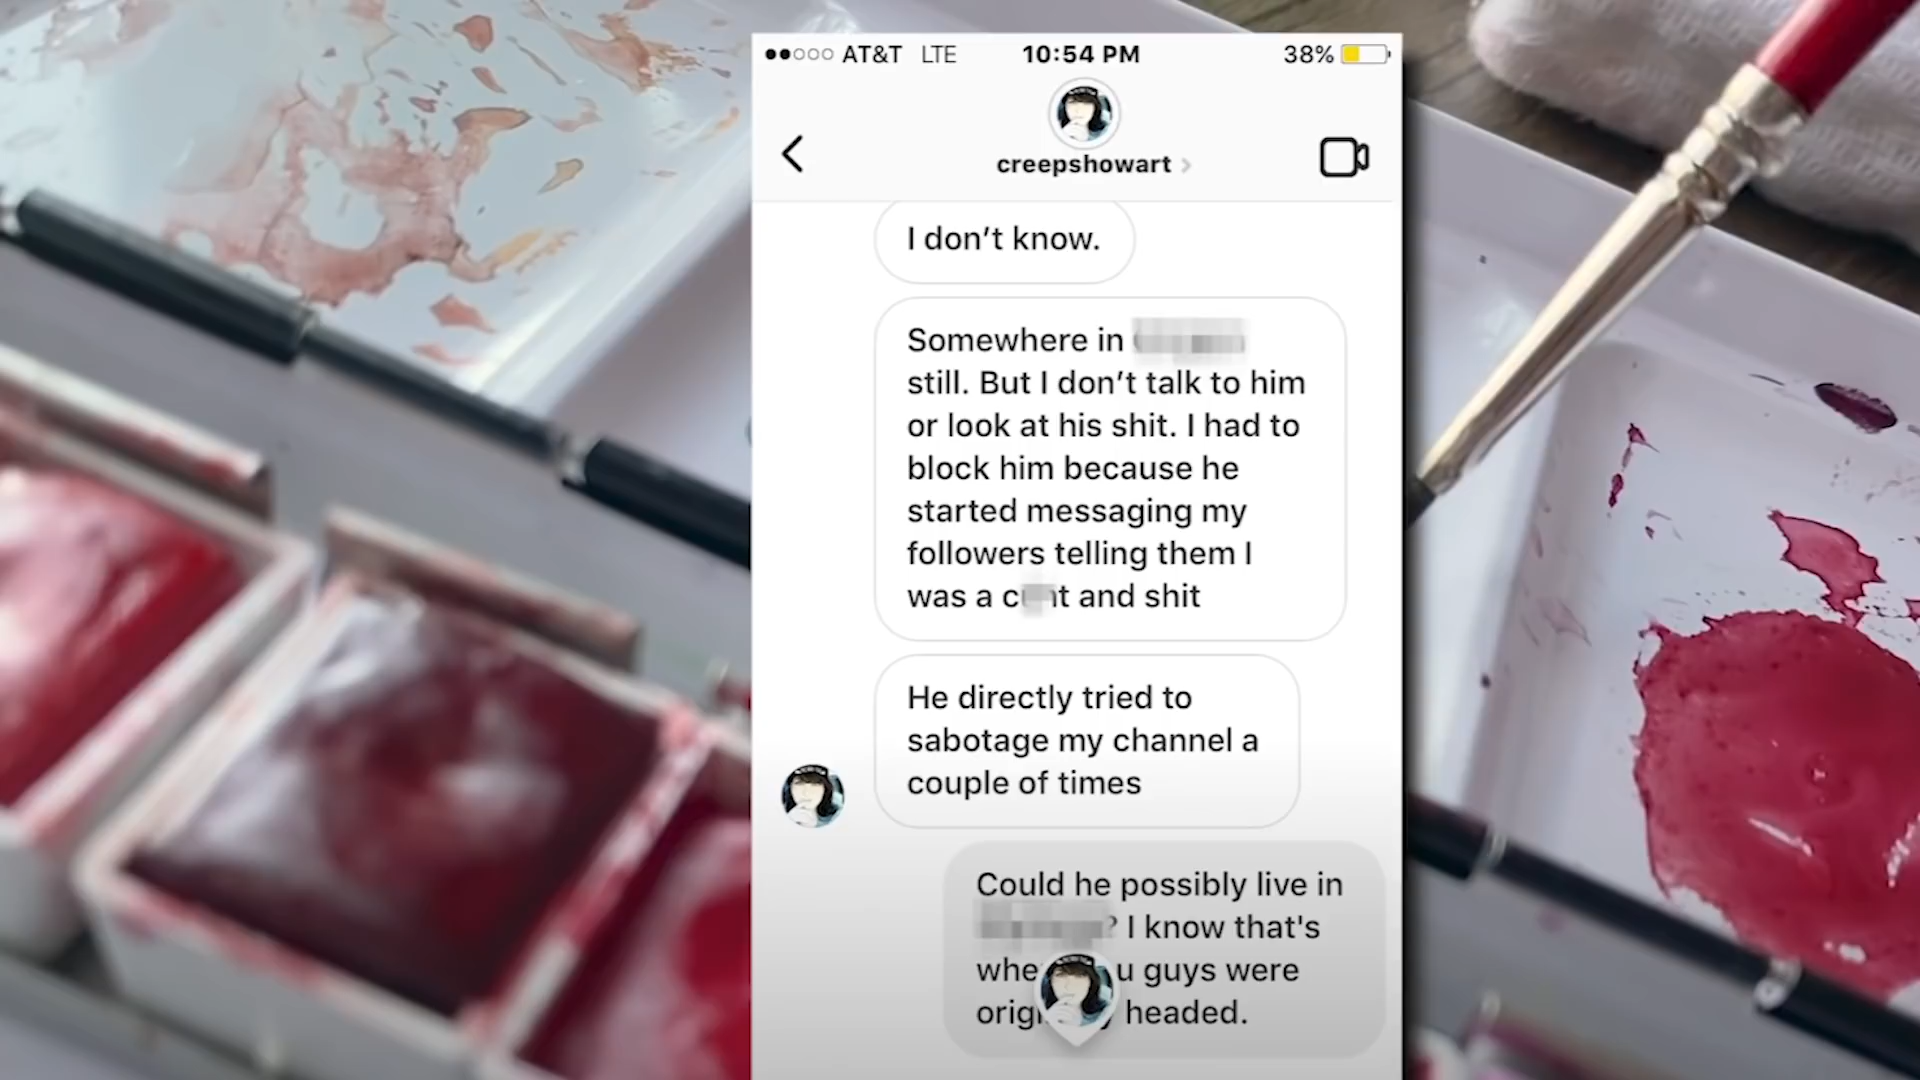 AT&T LTE 10:54 PM 38%
creepshowart
I don't know.
Somewhere in
still. But I don't talk to him
or look at his shit. I had to
block him because he
started messaging my
followers telling them I
was a and shit
He directly tried to
sabotage my channel a
couple of times
Could he possibly live in
? I know that's
guys were
headed.